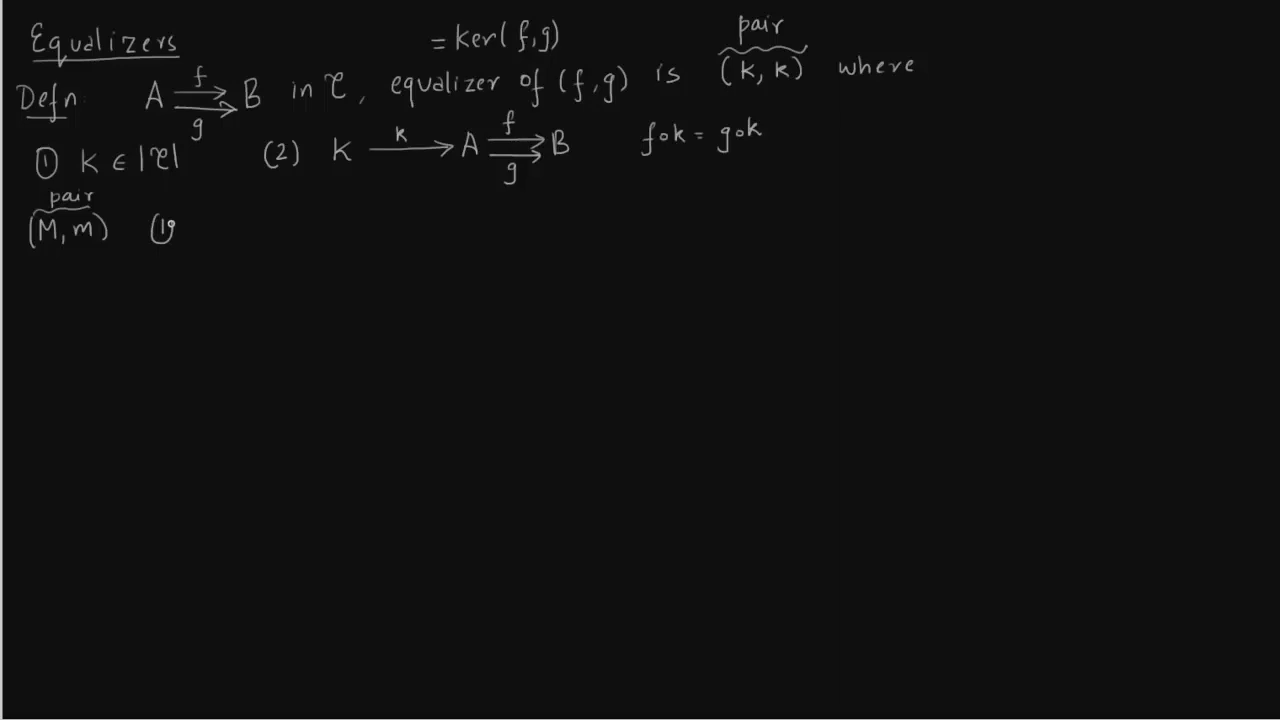 Equalizers = Ker(f,g) pair
Defn. A f⇉g B in 𝒞, equalizer of (f,g) is (K, k) where
① K ∈ |𝒞| (2) K —k→ A f⇉g B f∘k = g∘k
pair
(M, m) ①